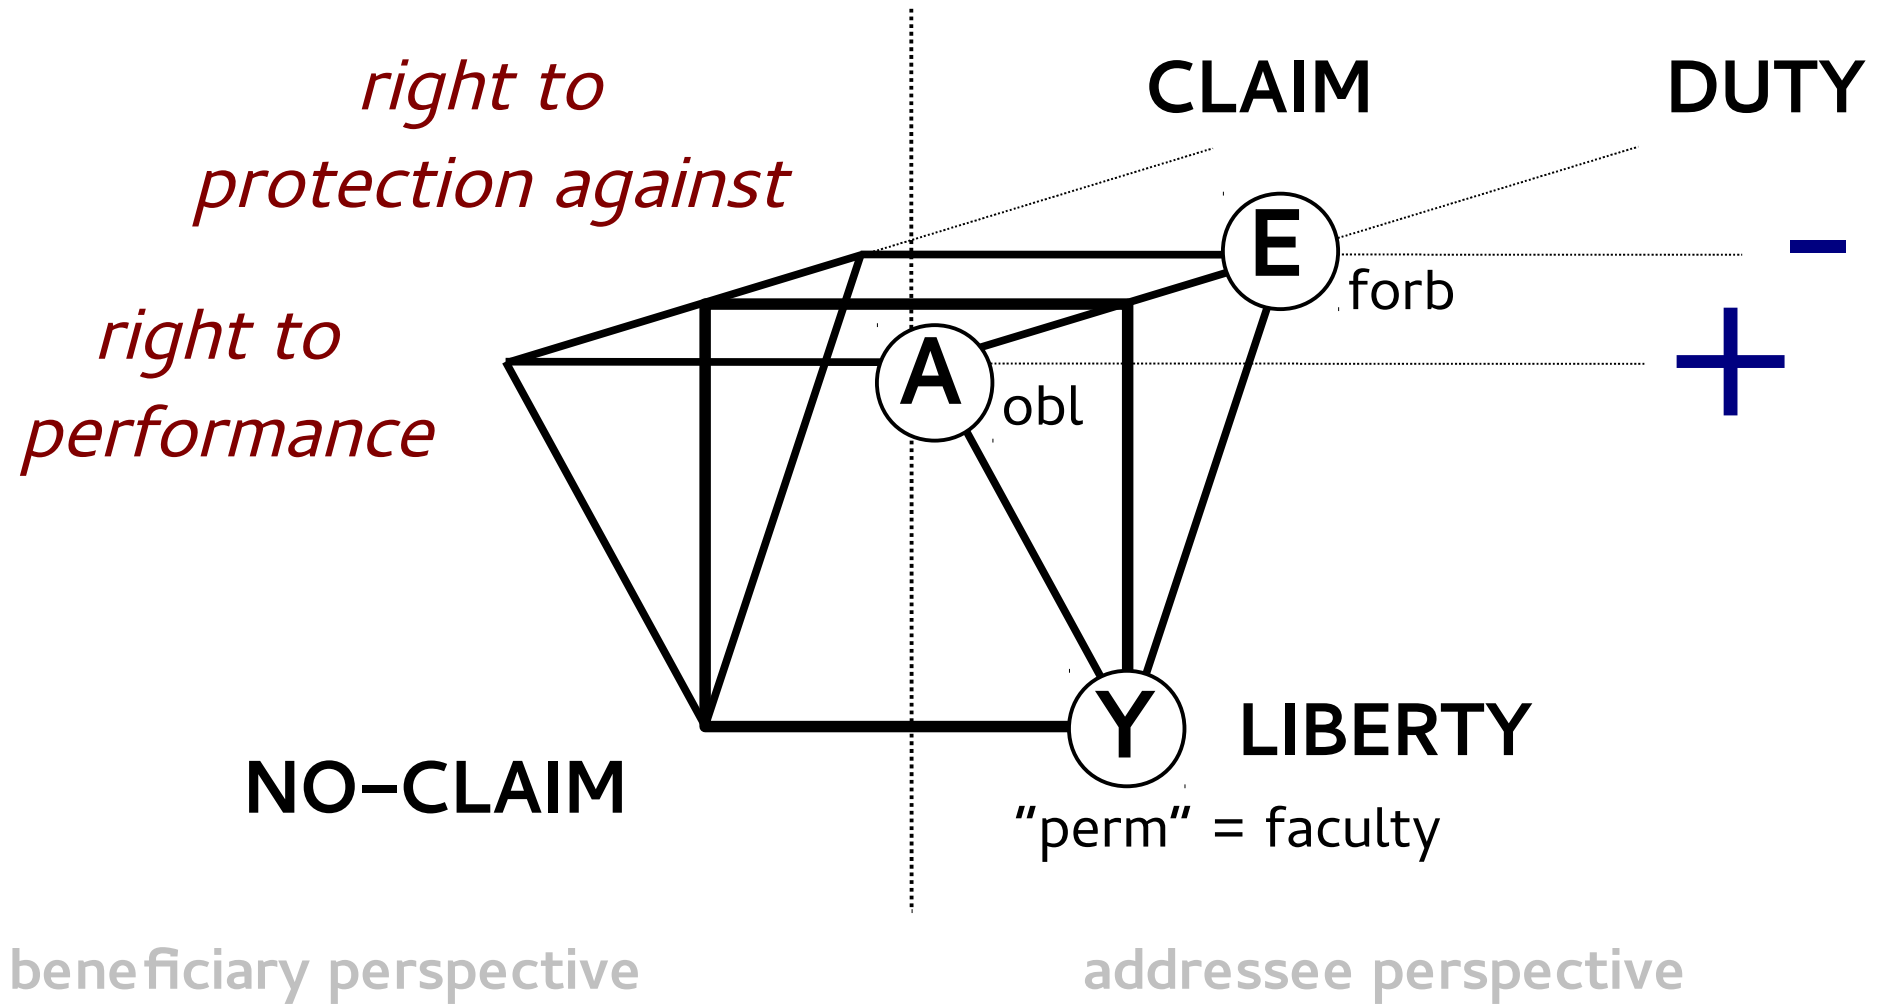 right to
protection against
CLAIM
DUTY
E
forb
-
right to
performance
A
obl
+
NO-CLAIM
Y
LIBERTY
"perm" = faculty
beneficiary perspective
addressee perspective